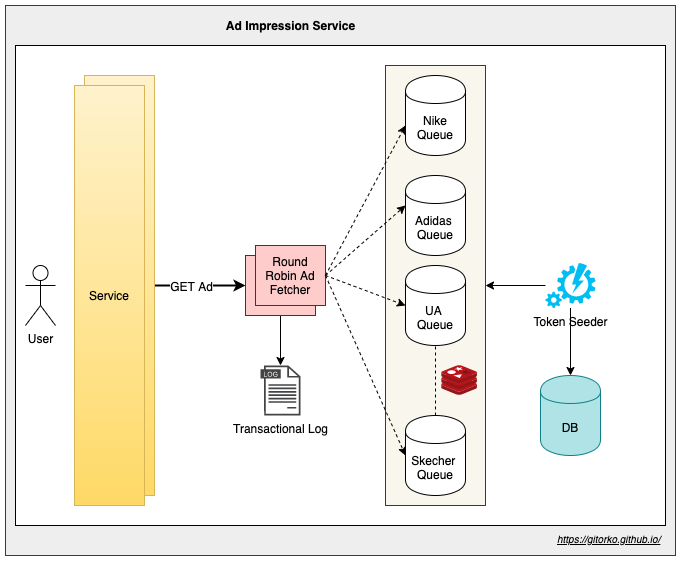 Ad Impression Service
Nike
Queue
Adidas
Queue
Round
Robin Ad
Fetcher
Service
GET Ad
UA
Queue
Token Seeder
User
LOG
Transactional Log
DB
Skecher
Queue
https://gitorko.github.io/